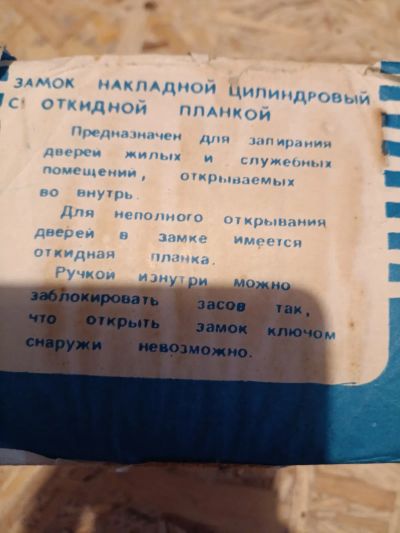 ЗАМОК НАКЛАДНОЙ ЦИЛИНДРОВЫЙ
С ОТКИДНОЙ ПЛАНКОЙ
Предназначен для запирания
дверей жилых и служебных
помещений, открываемых
во внутрь.
Для неполного открывания
дверей в замке имеется
откидная планка.
Ручкой изнутри можно
заблокировать засов так,
что открыть замок ключом
снаружи невозможно.